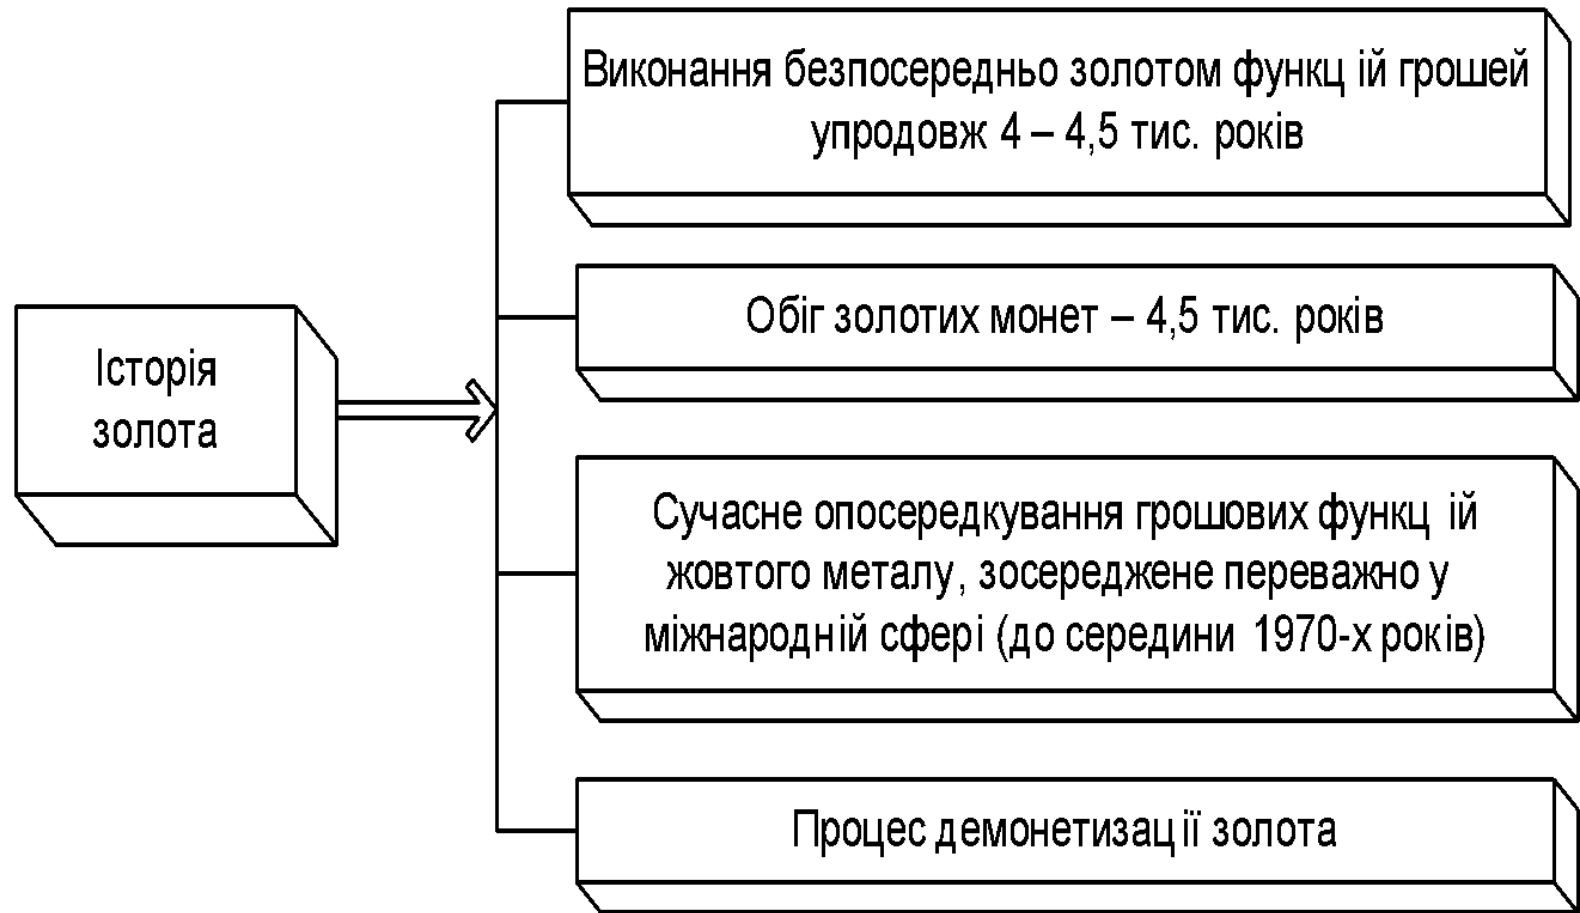 Історія
золота
Виконання безпосередньо золотом функц ій грошей
упродовж 4 – 4,5 тис. років
Обіг золотих монет – 4,5 тис. років
Сучасне опосередкування грошових функц ій
жовтого металу, зосереджене переважно у
міжнародній сфері (до середини 1970-х років)
Процес демонетизац ії золота